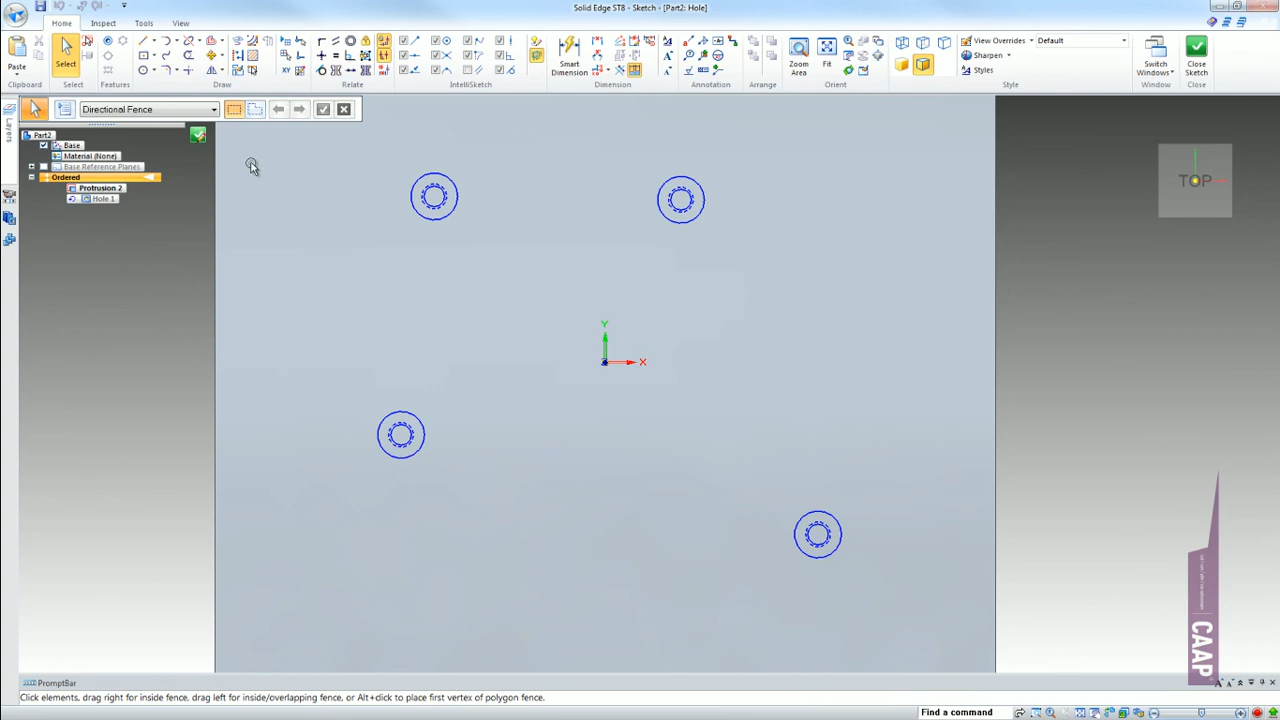 Solid Edge ST8 - Sketch - [Part2: Hole]
Home Inspect Tools View
Paste
Select
Smart
Dimension
Zoom
Area
Fit
View Overrides Default
Sharpen
Styles
Switch
Windows
Close
Sketch
Clipboard Select Features Draw Relate IntelliSketch Dimension Annotation Arrange Orient Style Window Close
Directional Fence
Layers
Part2
Base
Material (None)
Base Reference Planes
Ordered
Protrusion 2
Hole 1
TOP
Y
X
Z
CAAP
PromptBar
Click elements, drag right for inside fence, drag left for inside/overlapping fence, or Alt+click to place first vertex of polygon fence.
Find a command